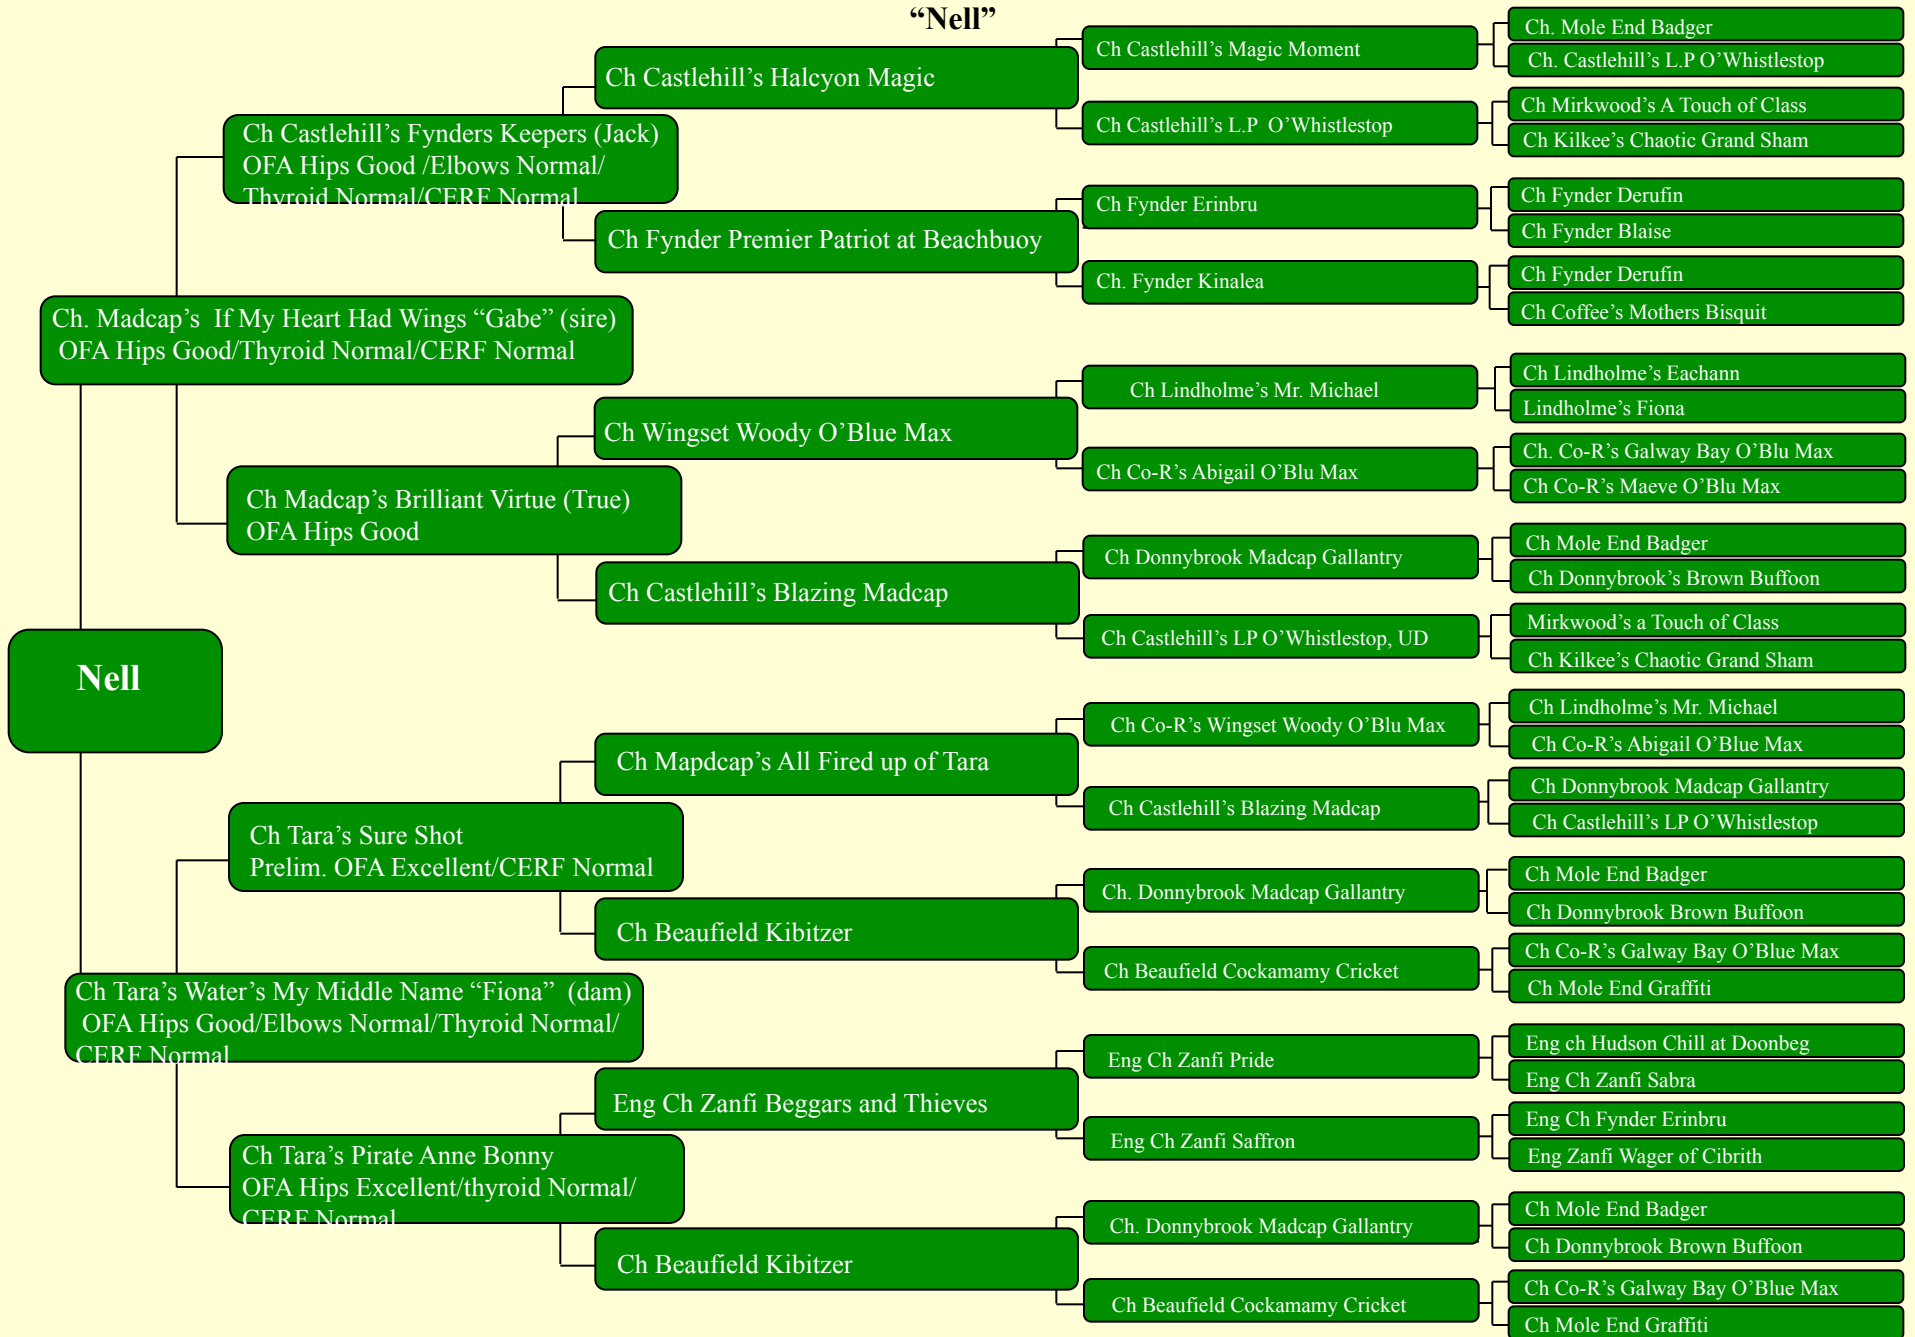 “Nell”
Nell
Ch. Madcap’s If My Heart Had Wings “Gabe” (sire)
OFA Hips Good/Thyroid Normal/CERF Normal
Ch Tara’s Water’s My Middle Name “Fiona” (dam)
OFA Hips Good/Elbows Normal/Thyroid Normal/
CERF Normal
Ch Castlehill’s Fynders Keepers (Jack)
OFA Hips Good /Elbows Normal/
Thyroid Normal/CERF Normal
Ch Madcap’s Brilliant Virtue (True)
OFA Hips Good
Ch Tara’s Sure Shot
Prelim. OFA Excellent/CERF Normal
Ch Tara’s Pirate Anne Bonny
OFA Hips Excellent/thyroid Normal/
CERF Normal
Ch Castlehill’s Halcyon Magic
Ch Fynder Premier Patriot at Beachbuoy
Ch Wingset Woody O’Blue Max
Ch Castlehill’s Blazing Madcap
Ch Mapdcap’s All Fired up of Tara
Ch Beaufield Kibitzer
Eng Ch Zanfi Beggars and Thieves
Ch Beaufield Kibitzer
Ch Castlehill’s Magic Moment
Ch Castlehill’s L.P O’Whistlestop
Ch Fynder Erinbru
Ch. Fynder Kinalea
Ch Lindholme’s Mr. Michael
Ch Co-R’s Abigail O’Blu Max
Ch Donnybrook Madcap Gallantry
Ch Castlehill’s LP O’Whistlestop, UD
Ch Co-R’s Wingset Woody O’Blu Max
Ch Castlehill’s Blazing Madcap
Ch. Donnybrook Madcap Gallantry
Ch Beaufield Cockamamy Cricket
Eng Ch Zanfi Pride
Eng Ch Zanfi Saffron
Ch. Donnybrook Madcap Gallantry
Ch Beaufield Cockamamy Cricket
Ch. Mole End Badger
Ch. Castlehill’s L.P O’Whistlestop
Ch Mirkwood’s A Touch of Class
Ch Kilkee’s Chaotic Grand Sham
Ch Fynder Derufin
Ch Fynder Blaise
Ch Fynder Derufin
Ch Coffee’s Mothers Bisquit
Ch Lindholme’s Eachann
Lindholme’s Fiona
Ch. Co-R’s Galway Bay O’Blu Max
Ch Co-R’s Maeve O’Blu Max
Ch Mole End Badger
Ch Donnybrook’s Brown Buffoon
Mirkwood’s a Touch of Class
Ch Kilkee’s Chaotic Grand Sham
Ch Lindholme’s Mr. Michael
Ch Co-R’s Abigail O’Blue Max
Ch Donnybrook Madcap Gallantry
Ch Castlehill’s LP O’Whistlestop
Ch Mole End Badger
Ch Donnybrook Brown Buffoon
Ch Co-R’s Galway Bay O’Blue Max
Ch Mole End Graffiti
Eng ch Hudson Chill at Doonbeg
Eng Ch Zanfi Sabra
Eng Ch Fynder Erinbru
Eng Zanfi Wager of Cibrith
Ch Mole End Badger
Ch Donnybrook Brown Buffoon
Ch Co-R’s Galway Bay O’Blue Max
Ch Mole End Graffiti